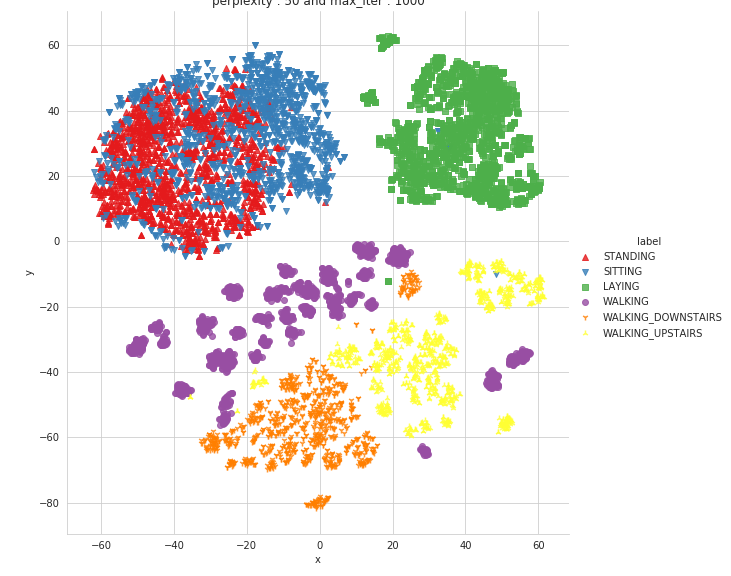 perplexity : 50 and max_iter : 1000
60
40
20
0
−20
−40
−60
−80
y
−60
−40
−20
0
20
40
60
x
label
STANDING
SITTING
LAYING
WALKING
WALKING_DOWNSTAIRS
WALKING_UPSTAIRS